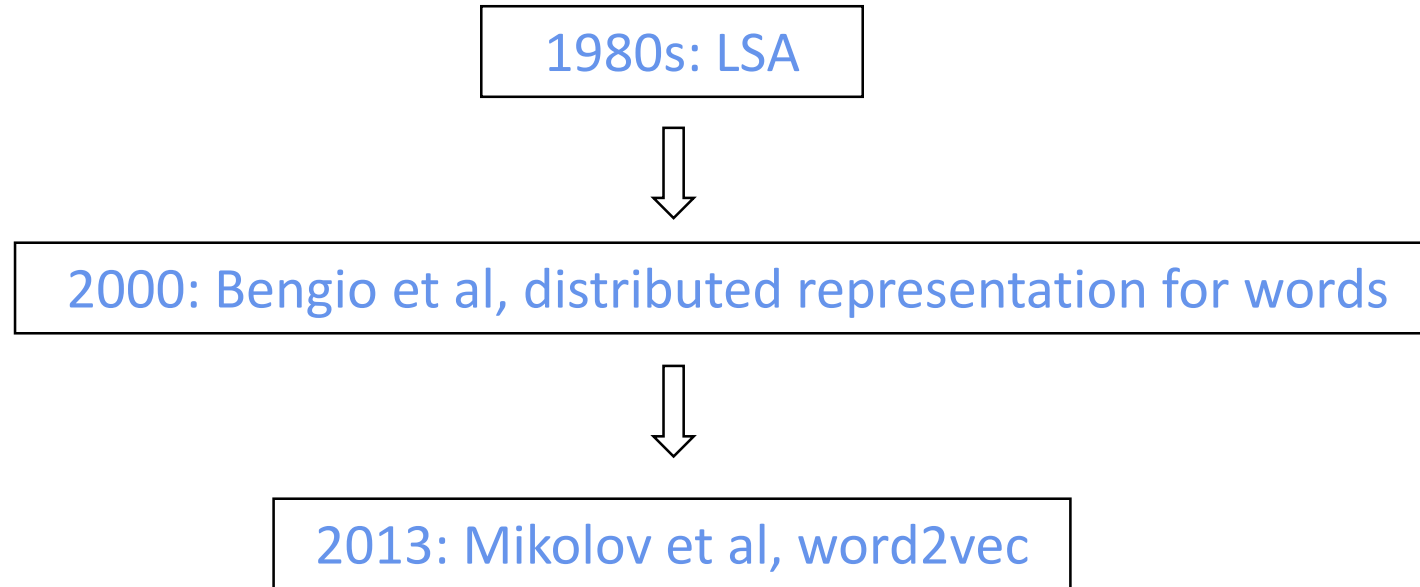 1980s: LSA
2000: Bengio et al, distributed representation for words
2013: Mikolov et al, word2vec